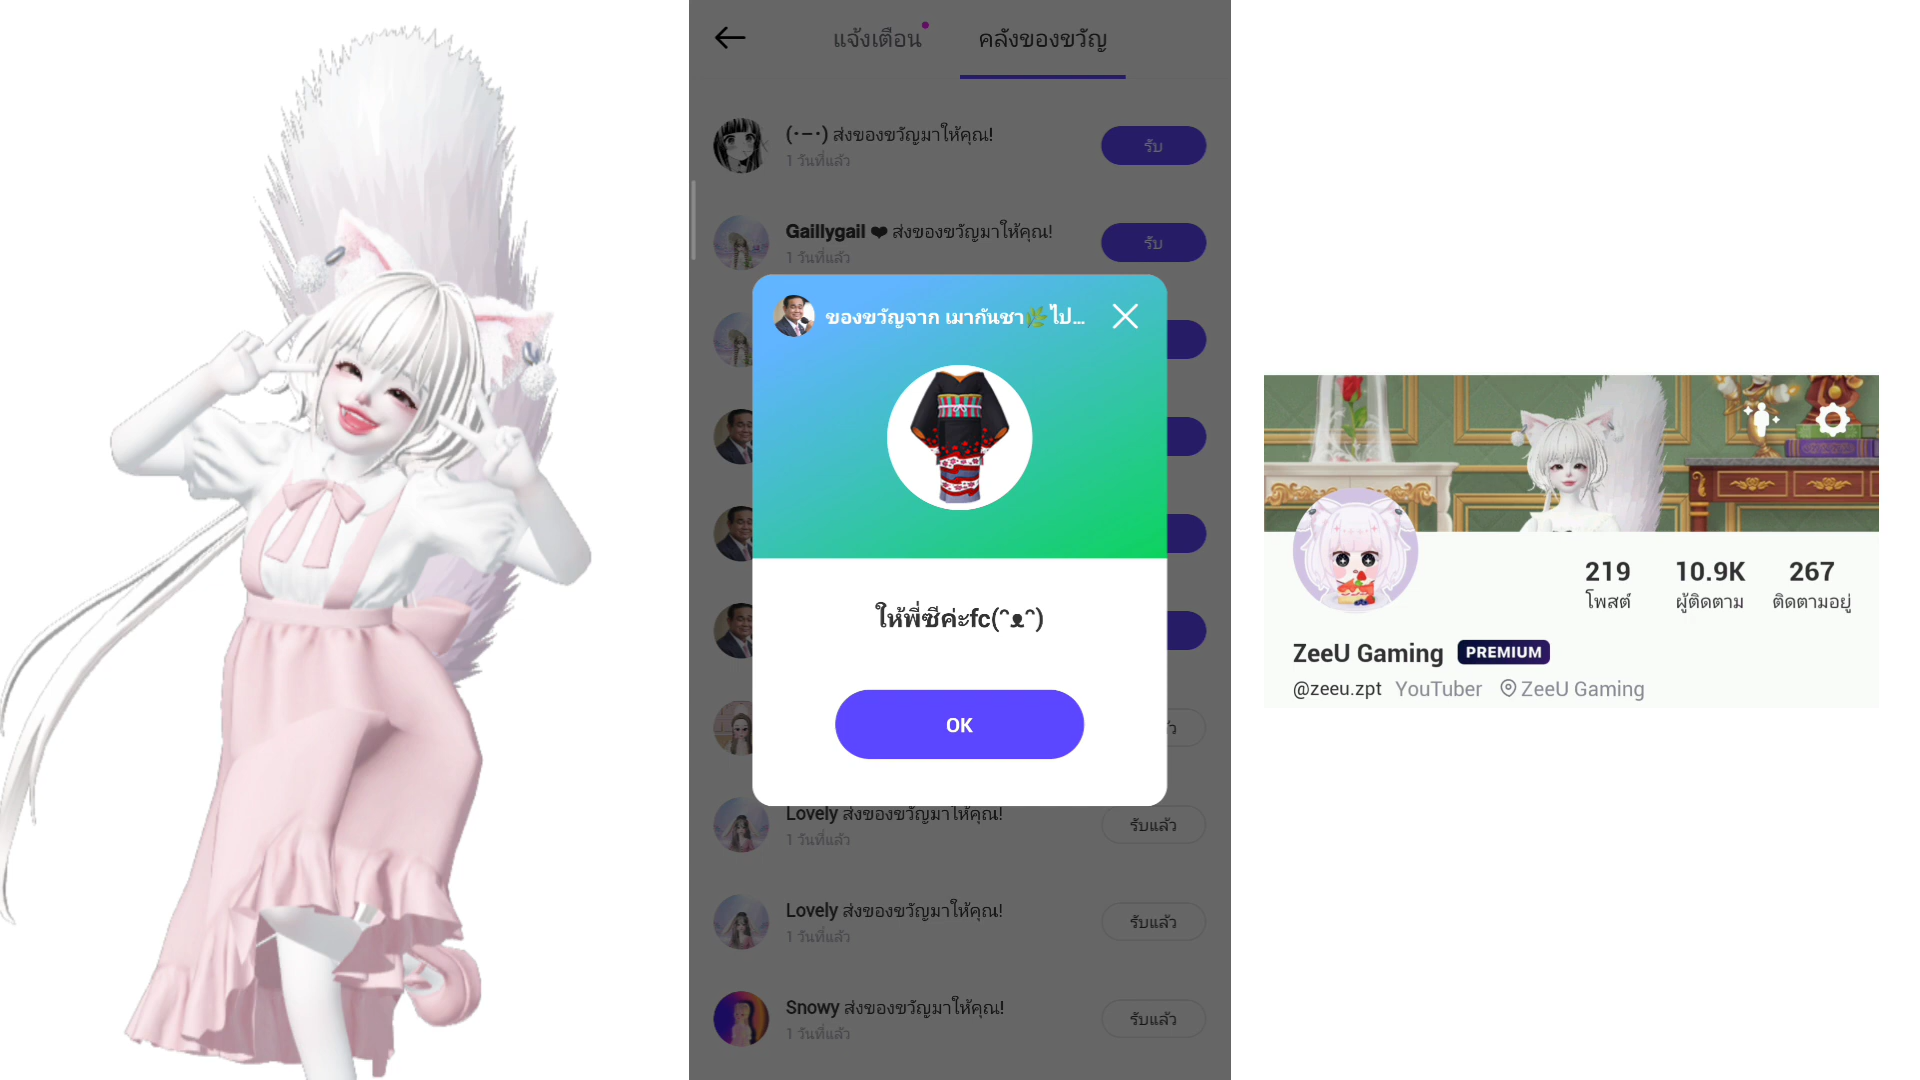 แจ้งเตือน
คลังของขวัญ
(･–･) ส่งของขวัญมาให้คุณ!
1 วันที่แล้ว
รับ
Gaillygail ❤ ส่งของขวัญมาให้คุณ!
1 วันที่แล้ว
รับ
ของขวัญจาก เมากันชา🌿ไป...
ให้พี่ซีค่ะfc(ᵔᴥᵔ)
OK
Lovely ส่งของขวัญมาให้คุณ!
1 วันที่แล้ว
รับแล้ว
Lovely ส่งของขวัญมาให้คุณ!
1 วันที่แล้ว
รับแล้ว
Snowy ส่งของขวัญมาให้คุณ!
1 วันที่แล้ว
รับแล้ว
219 10.9K 267
โพสต์ ผู้ติดตาม ติดตามอยู่
ZeeU Gaming PREMIUM
@zeeu.zpt YouTuber ZeeU Gaming